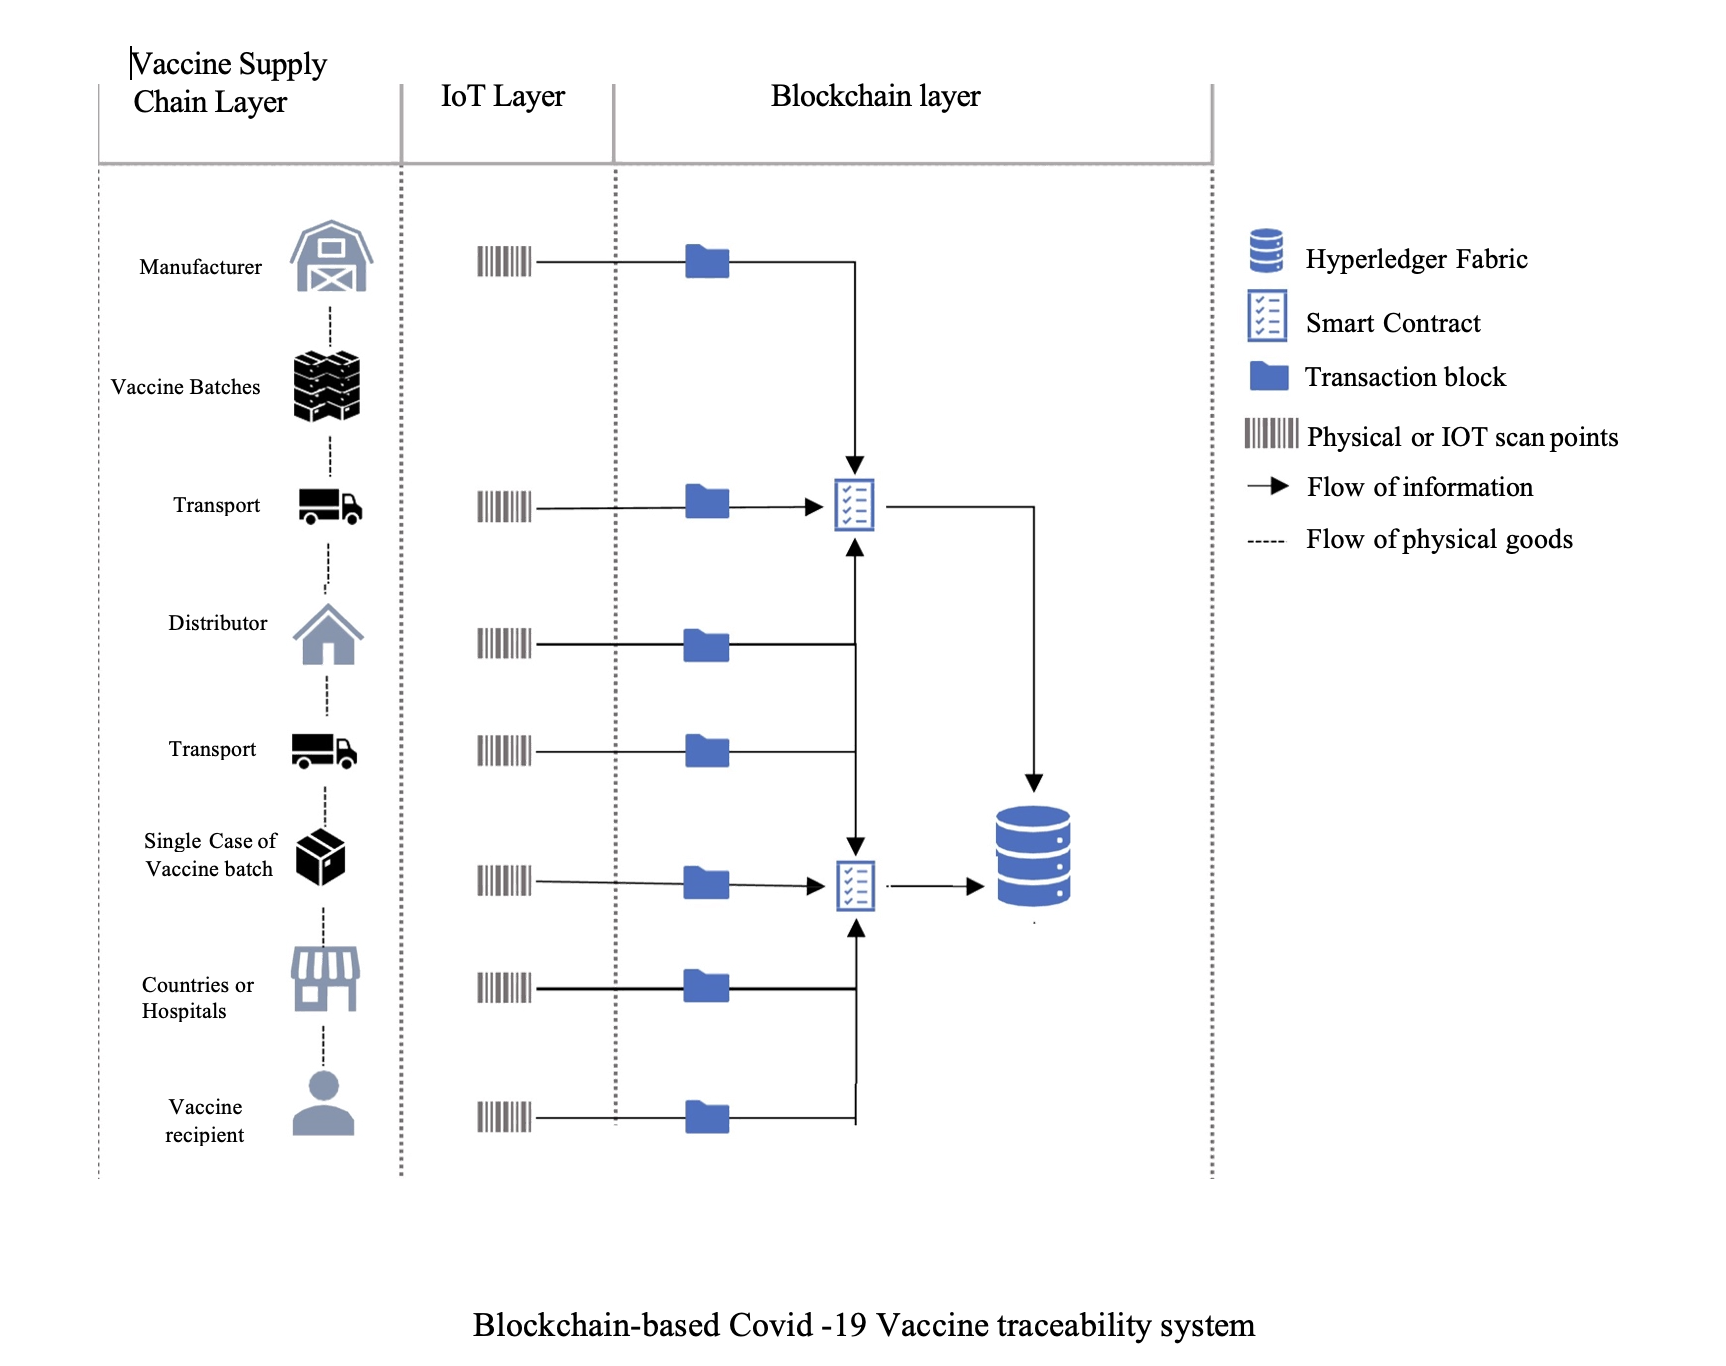 Vaccine Supply
Chain Layer
IoT Layer
Blockchain layer
Manufacturer
Vaccine Batches
Transport
Distributor
Transport
Single Case of
Vaccine batch
Countries or
Hospitals
Vaccine
recipient
Hyperledger Fabric
Smart Contract
Transaction block
Physical or IOT scan points
Flow of information
Flow of physical goods
Blockchain-based Covid -19 Vaccine traceability system